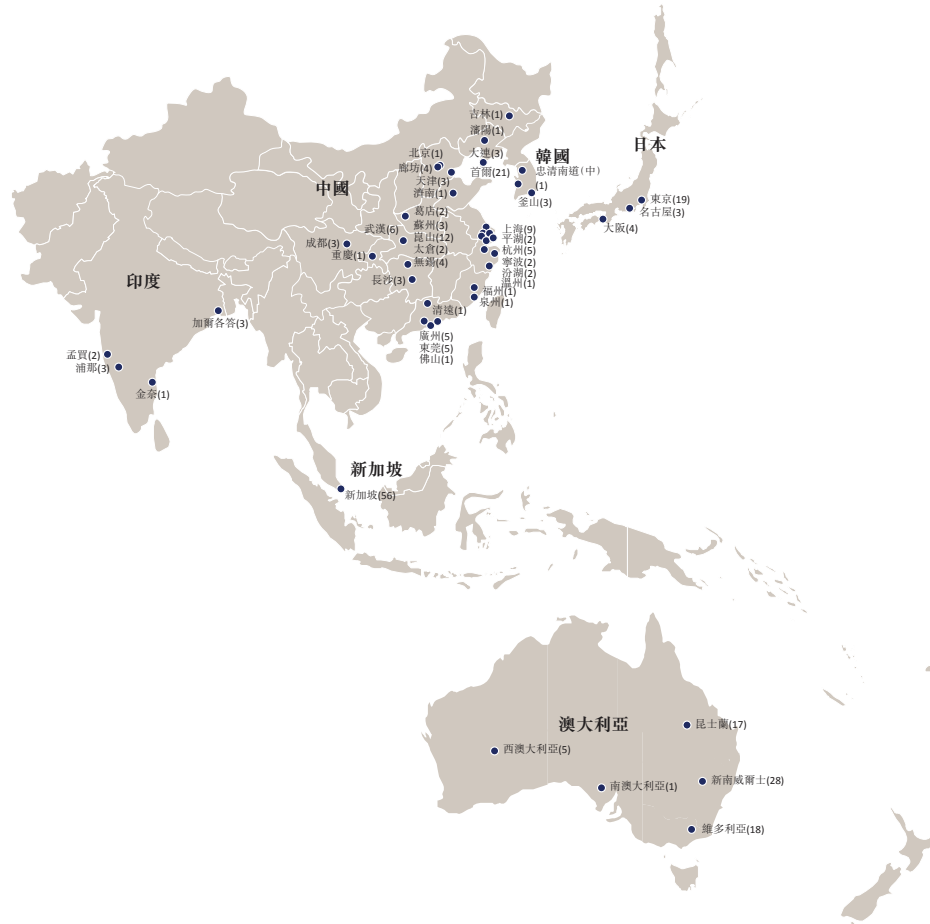 吉林(1)
瀋陽(1)
大連(3)
北京(1)
廊坊(4)
天津(3)
濟南(1)
韓國
首爾(21)
忠清南道(中)
(1)
釜山(3)
日本
東京(19)
名古屋(3)
大阪(4)
中國
葛店(2)
武漢(6)
蘇州(3)
崑山(12)
太倉(2)
無錫(4)
成都(3)
重慶(1)
長沙(3)
上海(9)
平湖(2)
杭州(5)
寧波(2)
汾湖(2)
溫州(1)
福州(1)
泉州(1)
清遠(1)
廣州(5)
東莞(5)
佛山(1)
印度
加爾各答(3)
孟買(2)
浦那(3)
金奈(1)
新加坡
新加坡(56)
澳大利亞
昆士蘭(17)
西澳大利亞(5)
新南威爾士(28)
南澳大利亞(1)
維多利亞(18)